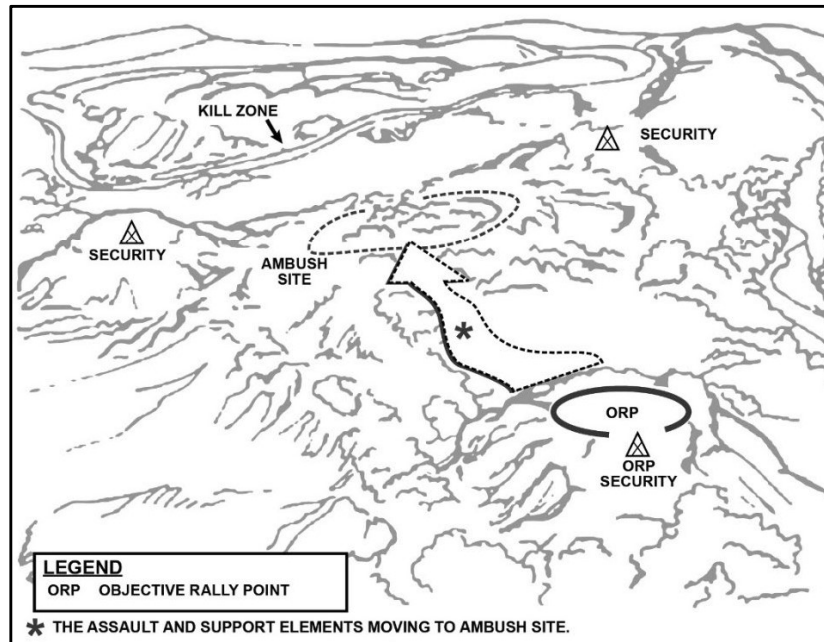 KILL ZONE
SECURITY
SECURITY
AMBUSH
SITE
*
ORP
ORP
SECURITY
LEGEND
ORP OBJECTIVE RALLY POINT
* THE ASSAULT AND SUPPORT ELEMENTS MOVING TO AMBUSH SITE.